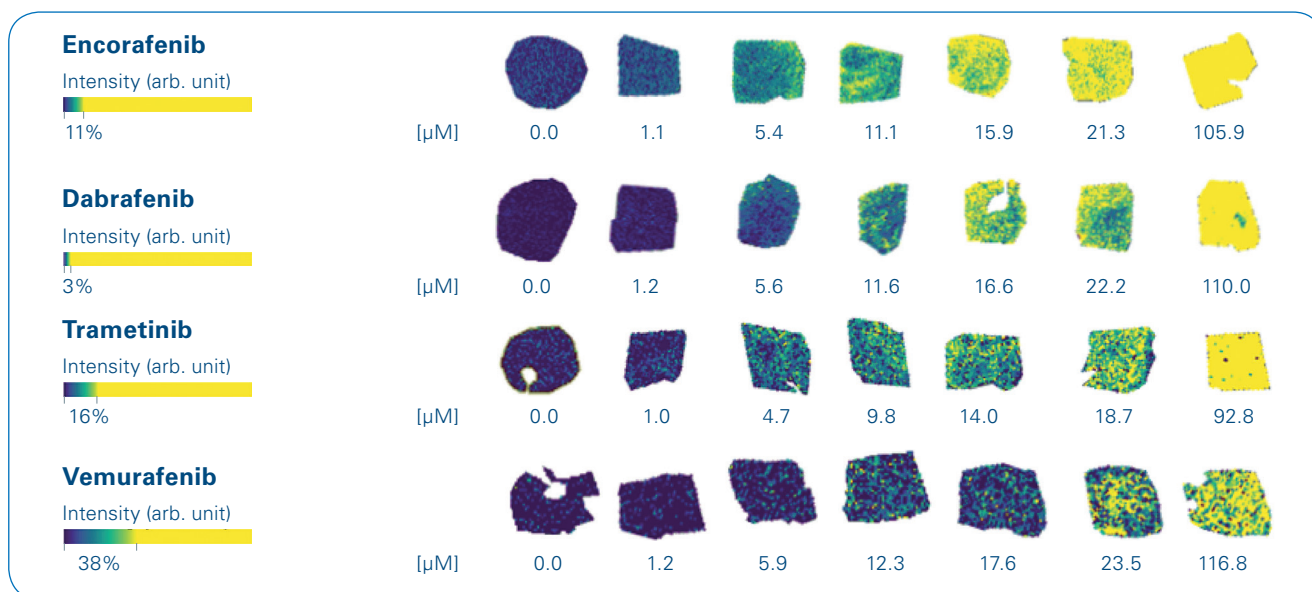 Encorafenib
Intensity (arb. unit)
11%
[µM] 0.0 1.1 5.4 11.1 15.9 21.3 105.9
Dabrafenib
Intensity (arb. unit)
3%
[µM] 0.0 1.2 5.6 11.6 16.6 22.2 110.0
Trametinib
Intensity (arb. unit)
16%
[µM] 0.0 1.0 4.7 9.8 14.0 18.7 92.8
Vemurafenib
Intensity (arb. unit)
38%
[µM] 0.0 1.2 5.9 12.3 17.6 23.5 116.8